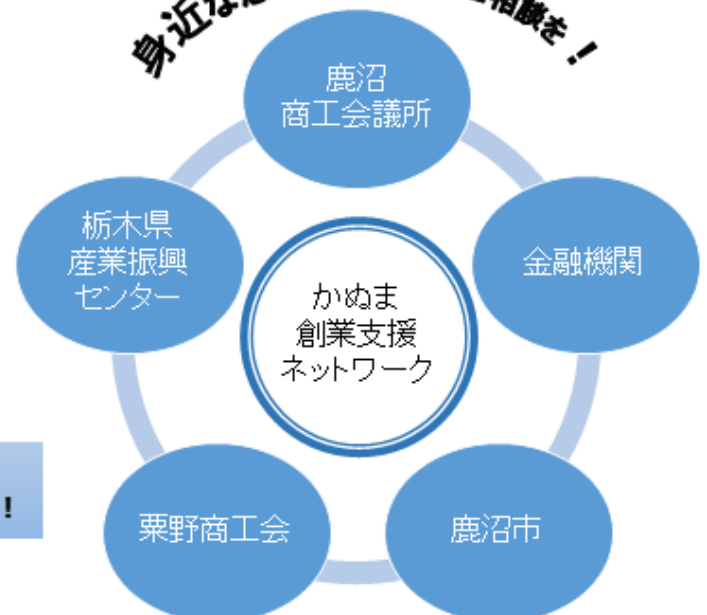 身近な
相談を！
鹿沼
商工会議所
栃木県
産業振興
センター
金融機関
かぬま
創業支援
ネットワーク
粟野商工会
鹿沼市
！